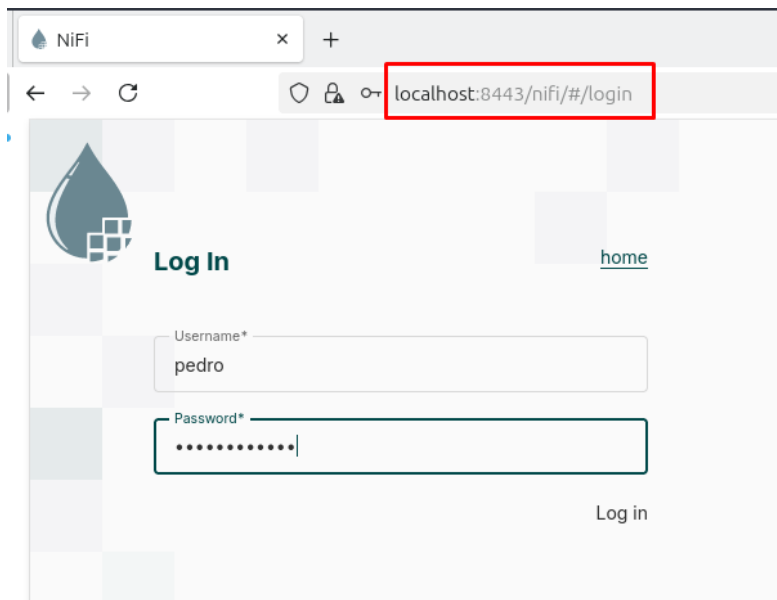 NiFi
localhost:8443/nifi/#/login
Log In
home
Username*
pedro
Password*
••••••••••••
Log in